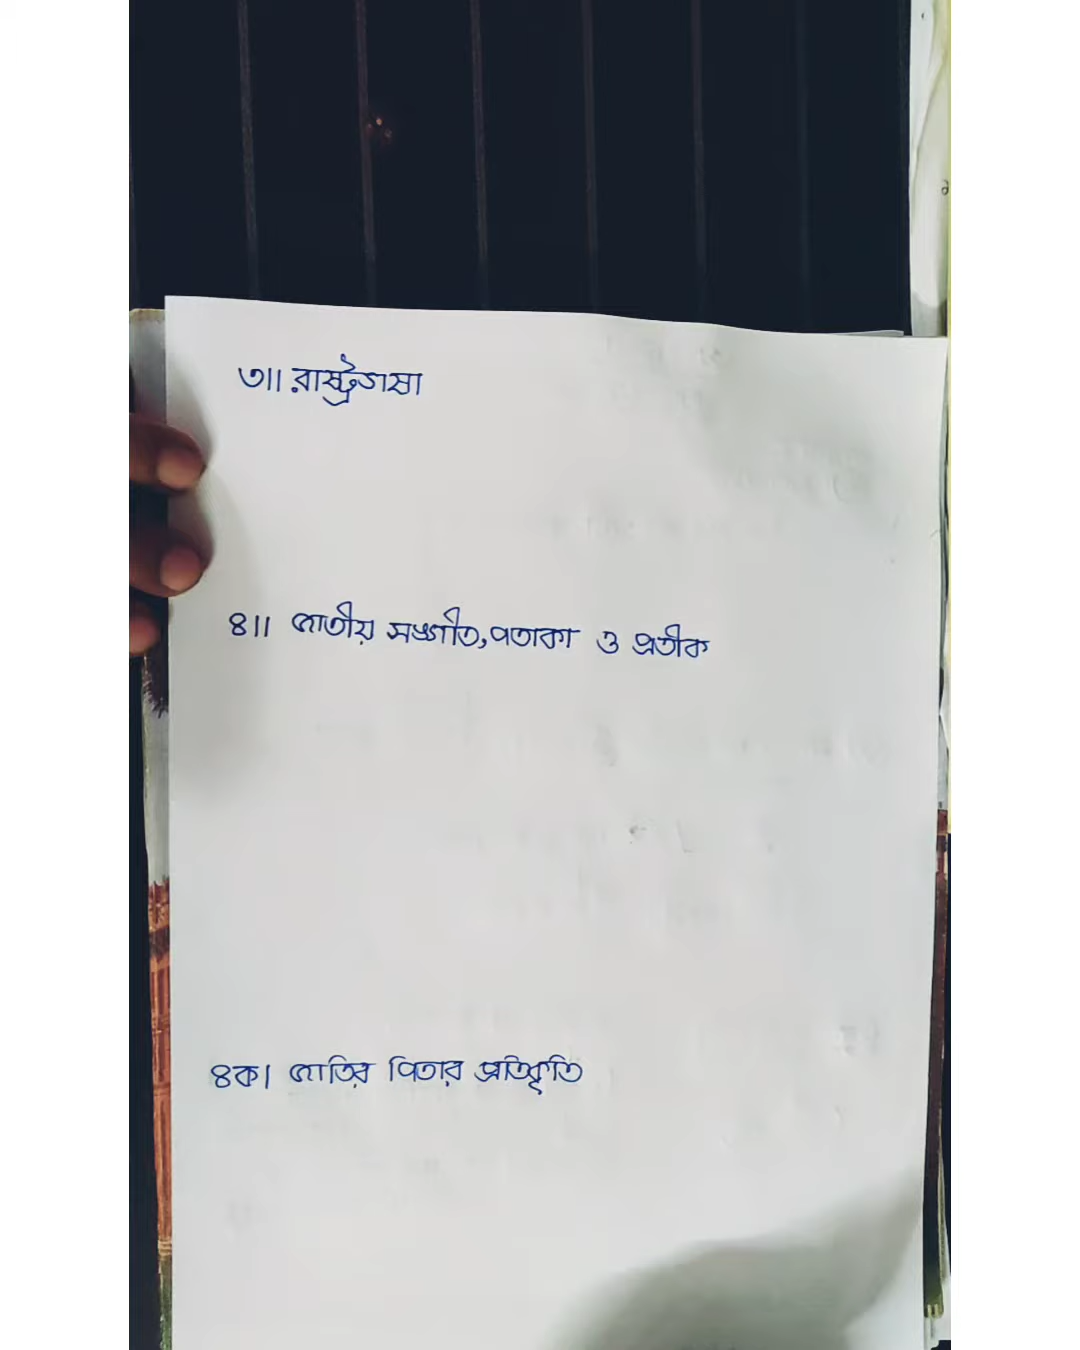 ৩।। রাষ্ট্রভাষা
৪।। জাতীয় সঙ্গীত, পতাকা ও প্রতীক
৪ক। জাতির পিতার প্রতিকৃতি